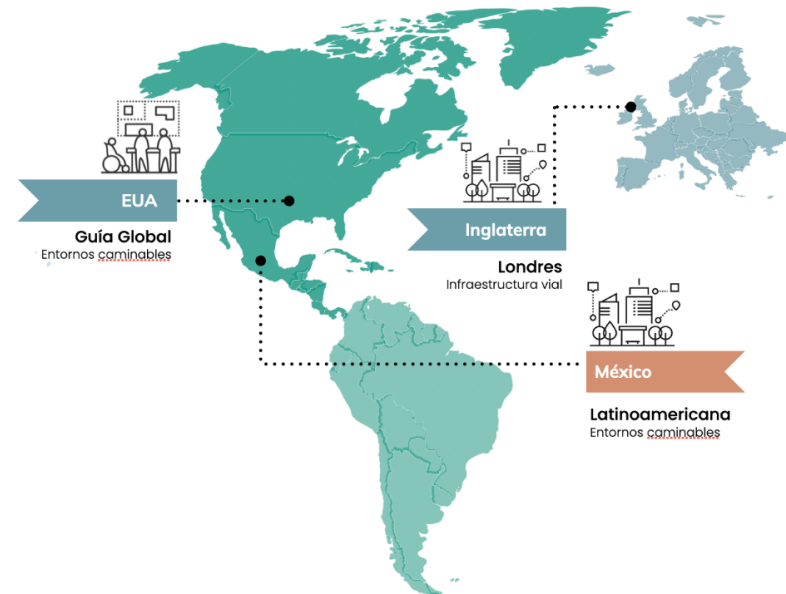 EUA
Guía Global
Entornos caminables
Inglaterra
Londres
Infraestructura vial
México
Latinoamericana
Entornos caminables